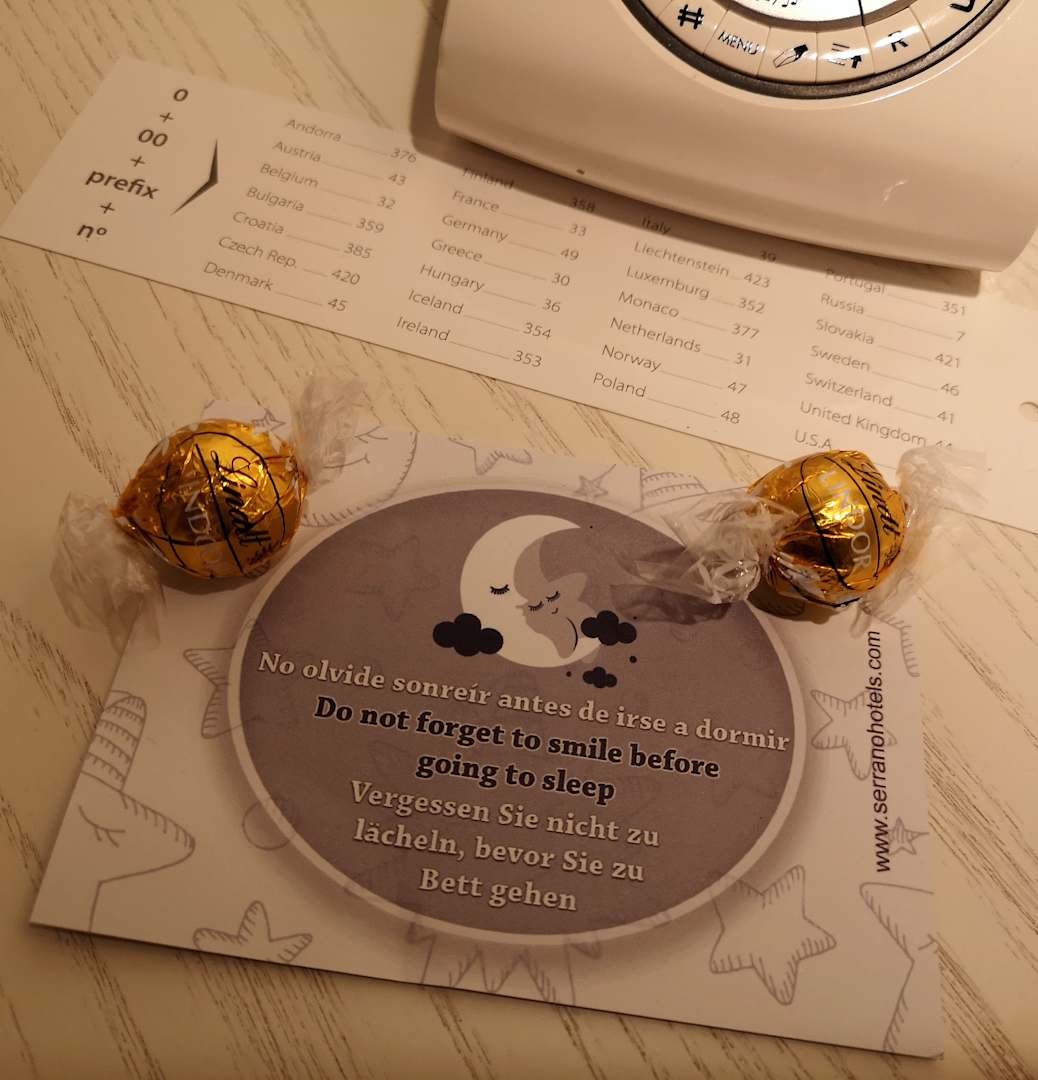 #
MENU
R
0
+
00
+
prefix
+
nº
Andorra 376
Austria 43
Belgium 32
Bulgaria 359
Croatia 385
Czech Rep. 420
Denmark 45
Finland 358
France 33
Germany 49
Greece 30
Hungary 36
Iceland 354
Ireland 353
Italy 39
Liechtenstein 423
Luxemburg 352
Monaco 377
Netherlands 31
Norway 47
Poland 48
Portugal 351
Russia 7
Slovakia 421
Sweden 46
Switzerland 41
United Kingdom 44
U.S.A.
Lindt
LINDOR
Lindt
LINDOR
No olvide sonreír antes de irse a dormir
Do not forget to smile before
going to sleep
Vergessen Sie nicht zu
lächeln, bevor Sie zu
Bett gehen
www.serranohotels.com